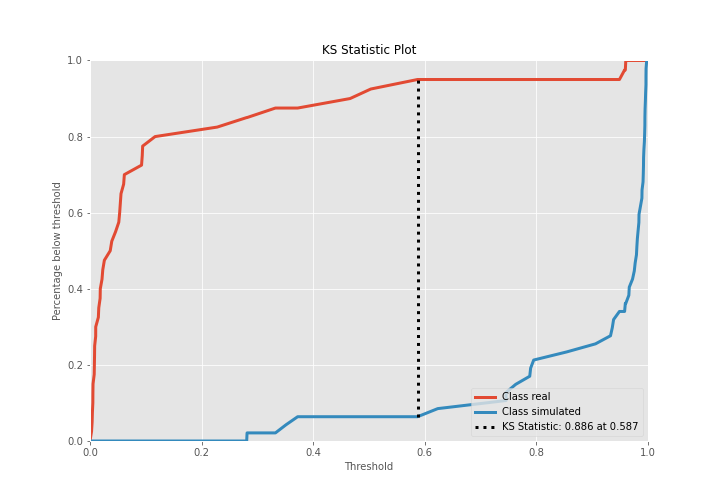 KS Statistic Plot
1.0
0.8
0.6
0.4
0.2
0.0
Percentage below threshold
0.0 0.2 0.4 0.6 0.8 1.0
Threshold
Class real
Class simulated
KS Statistic: 0.886 at 0.587